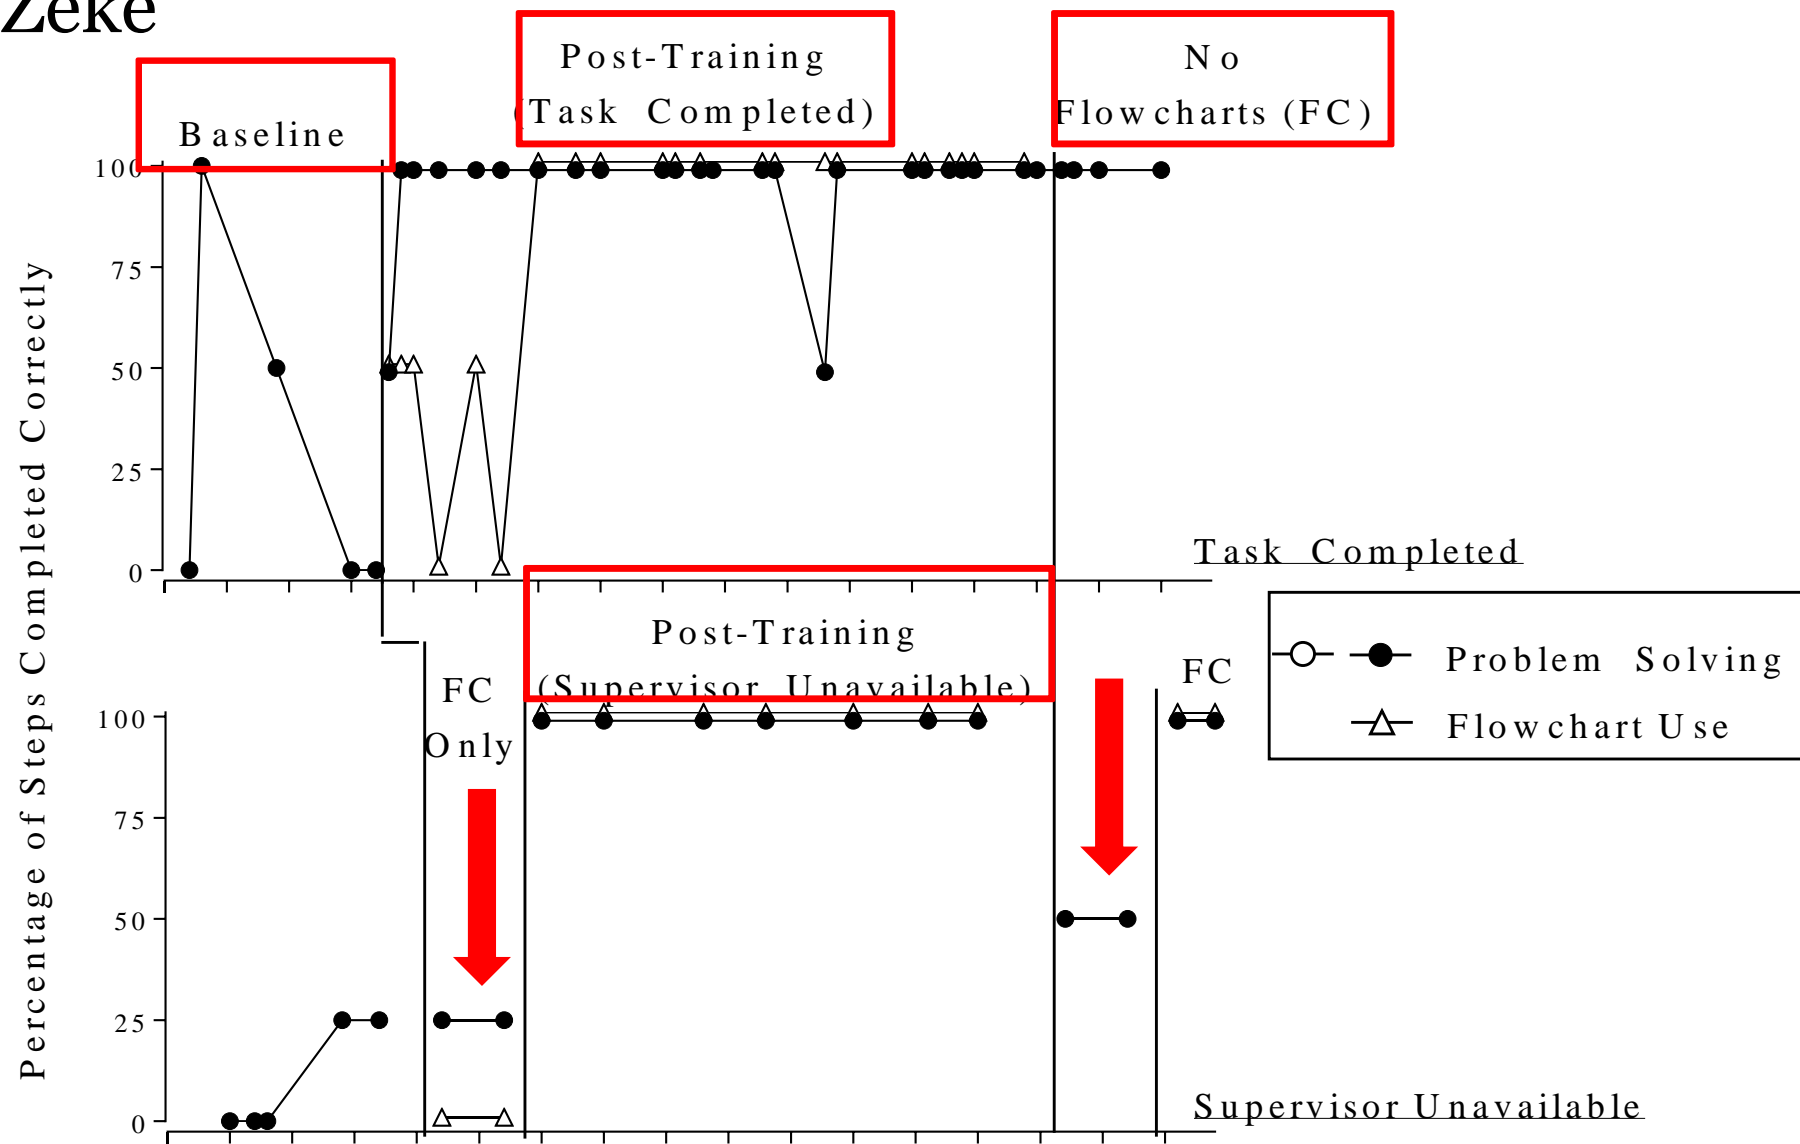 Zeke
Baseline
Post-Training
(Task Completed)
No
Flowcharts (FC)
Percentage of Steps Completed Correctly
100
75
50
25
0
Task Completed
Post-Training
(Supervisor Unavailable)
FC
Only
FC
Problem Solving
Flowchart Use
100
75
50
25
0
Supervisor Unavailable